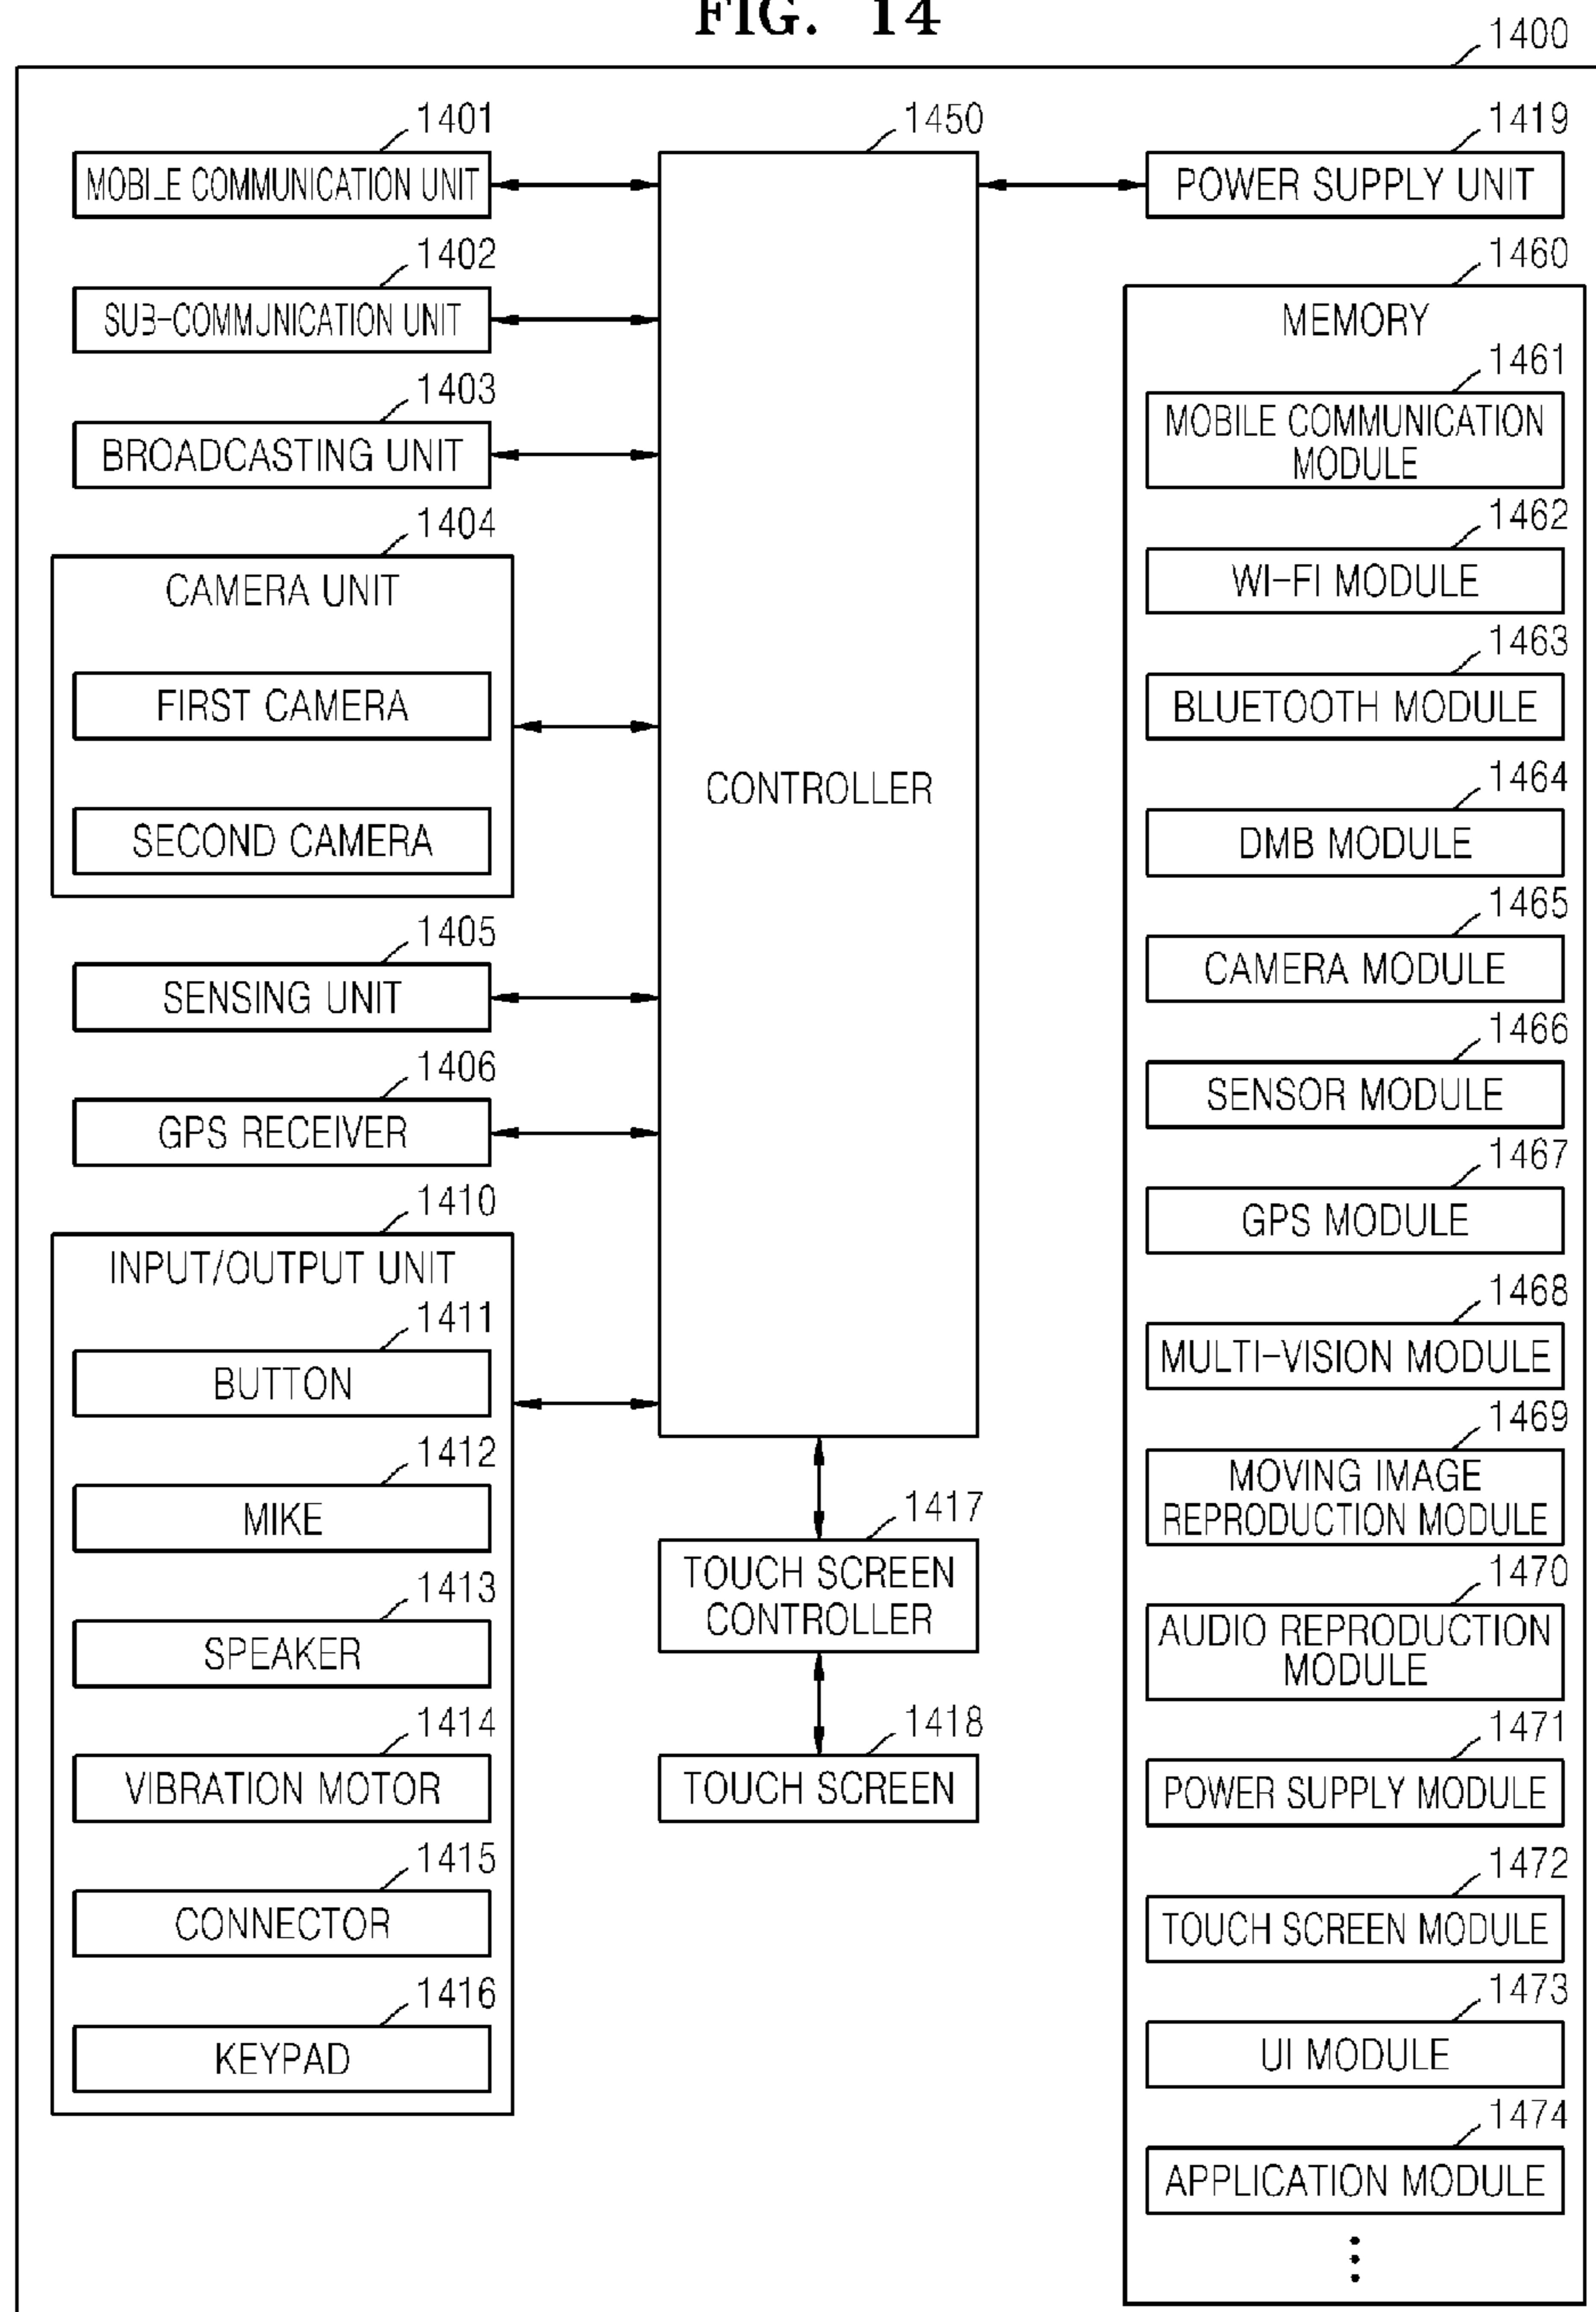 FIG. 14
1400
1401
MOBILE COMMUNICATION UNIT
1402
SUB-COMMUNICATION UNIT
1403
BROADCASTING UNIT
1404
CAMERA UNIT
FIRST CAMERA
SECOND CAMERA
1405
SENSING UNIT
1406
GPS RECEIVER
1410
INPUT/OUTPUT UNIT
1411
BUTTON
1412
MIKE
1413
SPEAKER
1414
VIBRATION MOTOR
1415
CONNECTOR
1416
KEYPAD
1450
CONTROLLER
1417
TOUCH SCREEN
CONTROLLER
1418
TOUCH SCREEN
1419
POWER SUPPLY UNIT
1460
MEMORY
1461
MOBILE COMMUNICATION
MODULE
1462
WI-FI MODULE
1463
BLUETOOTH MODULE
1464
DMB MODULE
1465
CAMERA MODULE
1466
SENSOR MODULE
1467
GPS MODULE
1468
MULTI-VISION MODULE
1469
MOVING IMAGE
REPRODUCTION MODULE
1470
AUDIO REPRODUCTION
MODULE
1471
POWER SUPPLY MODULE
1472
TOUCH SCREEN MODULE
1473
UI MODULE
1474
APPLICATION MODULE